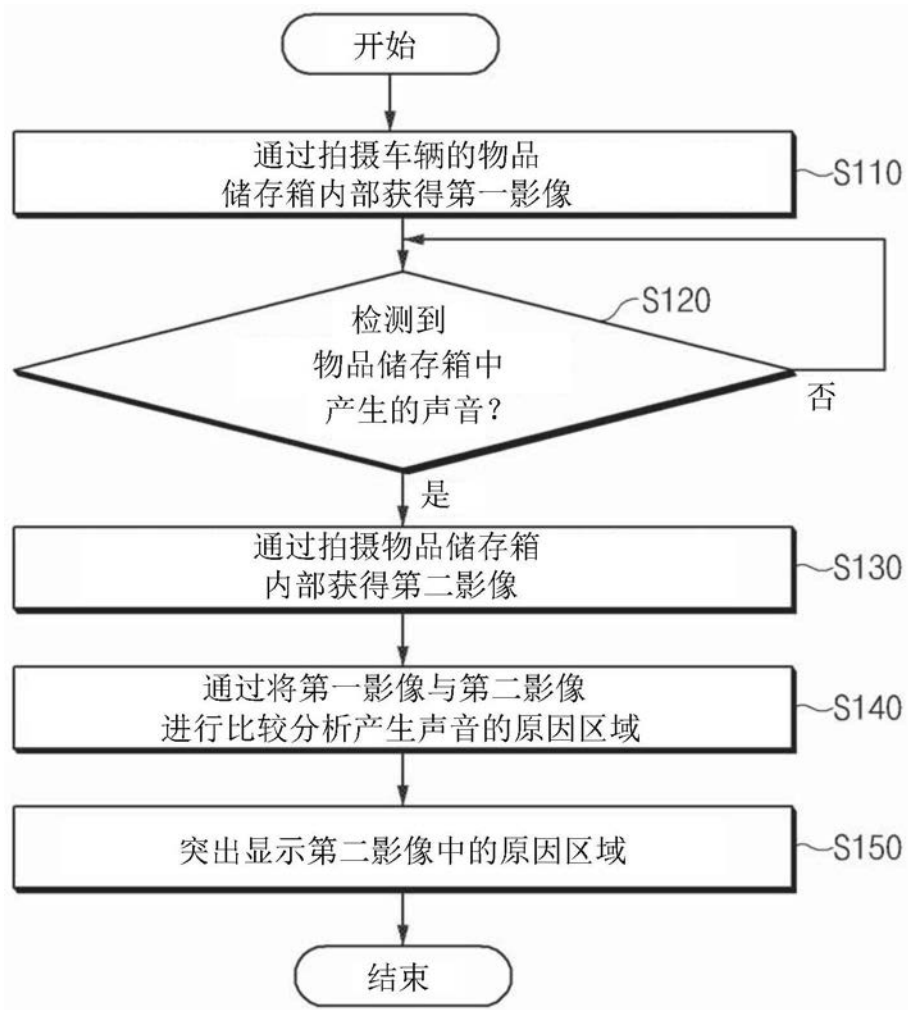 开始
通过拍摄车辆的物品
储存箱内部获得第一影像
S110
S120
检测到
物品储存箱中
产生的声音？
否
是
通过拍摄物品储存箱
内部获得第二影像
S130
通过将第一影像与第二影像
进行比较分析产生声音的原因区域
S140
突出显示第二影像中的原因区域
S150
结束